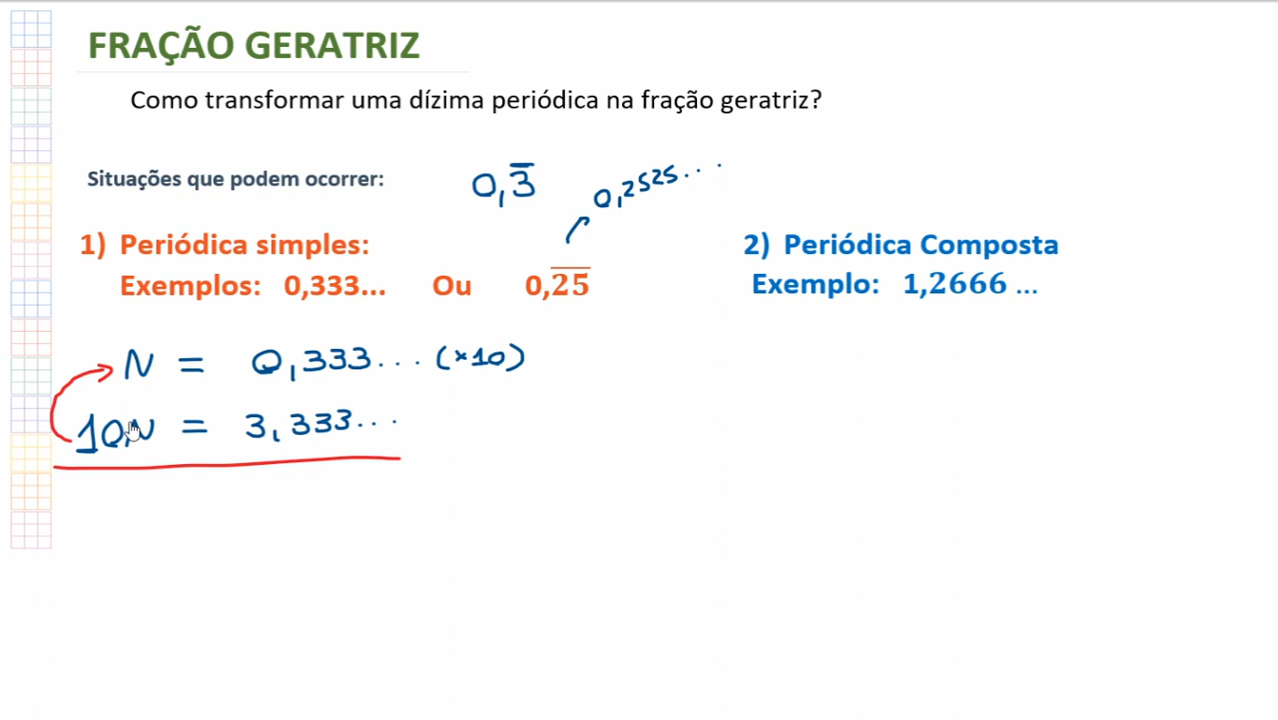 FRAÇÃO GERATRIZ
Como transformar uma dízima periódica na fração geratriz?
Situações que podem ocorrer:
0,3̅
0,2525...
1) Periódica simples:
Exemplos: 0,333... Ou 0,2̅5̅
2) Periódica Composta
Exemplo: 1,2666 ...
N = 0,333... (×10)
10N = 3,333...